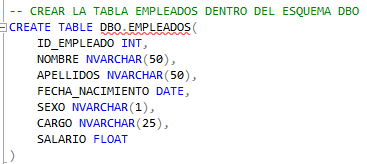 -- CREAR LA TABLA EMPLEADOS DENTRO DEL ESQUEMA DBO
CREATE TABLE DBO.EMPLEADOS(
ID_EMPLEADO INT,
NOMBRE NVARCHAR(50),
APELLIDOS NVARCHAR(50),
FECHA_NACIMIENTO DATE,
SEXO NVARCHAR(1),
CARGO NVARCHAR(25),
SALARIO FLOAT
)